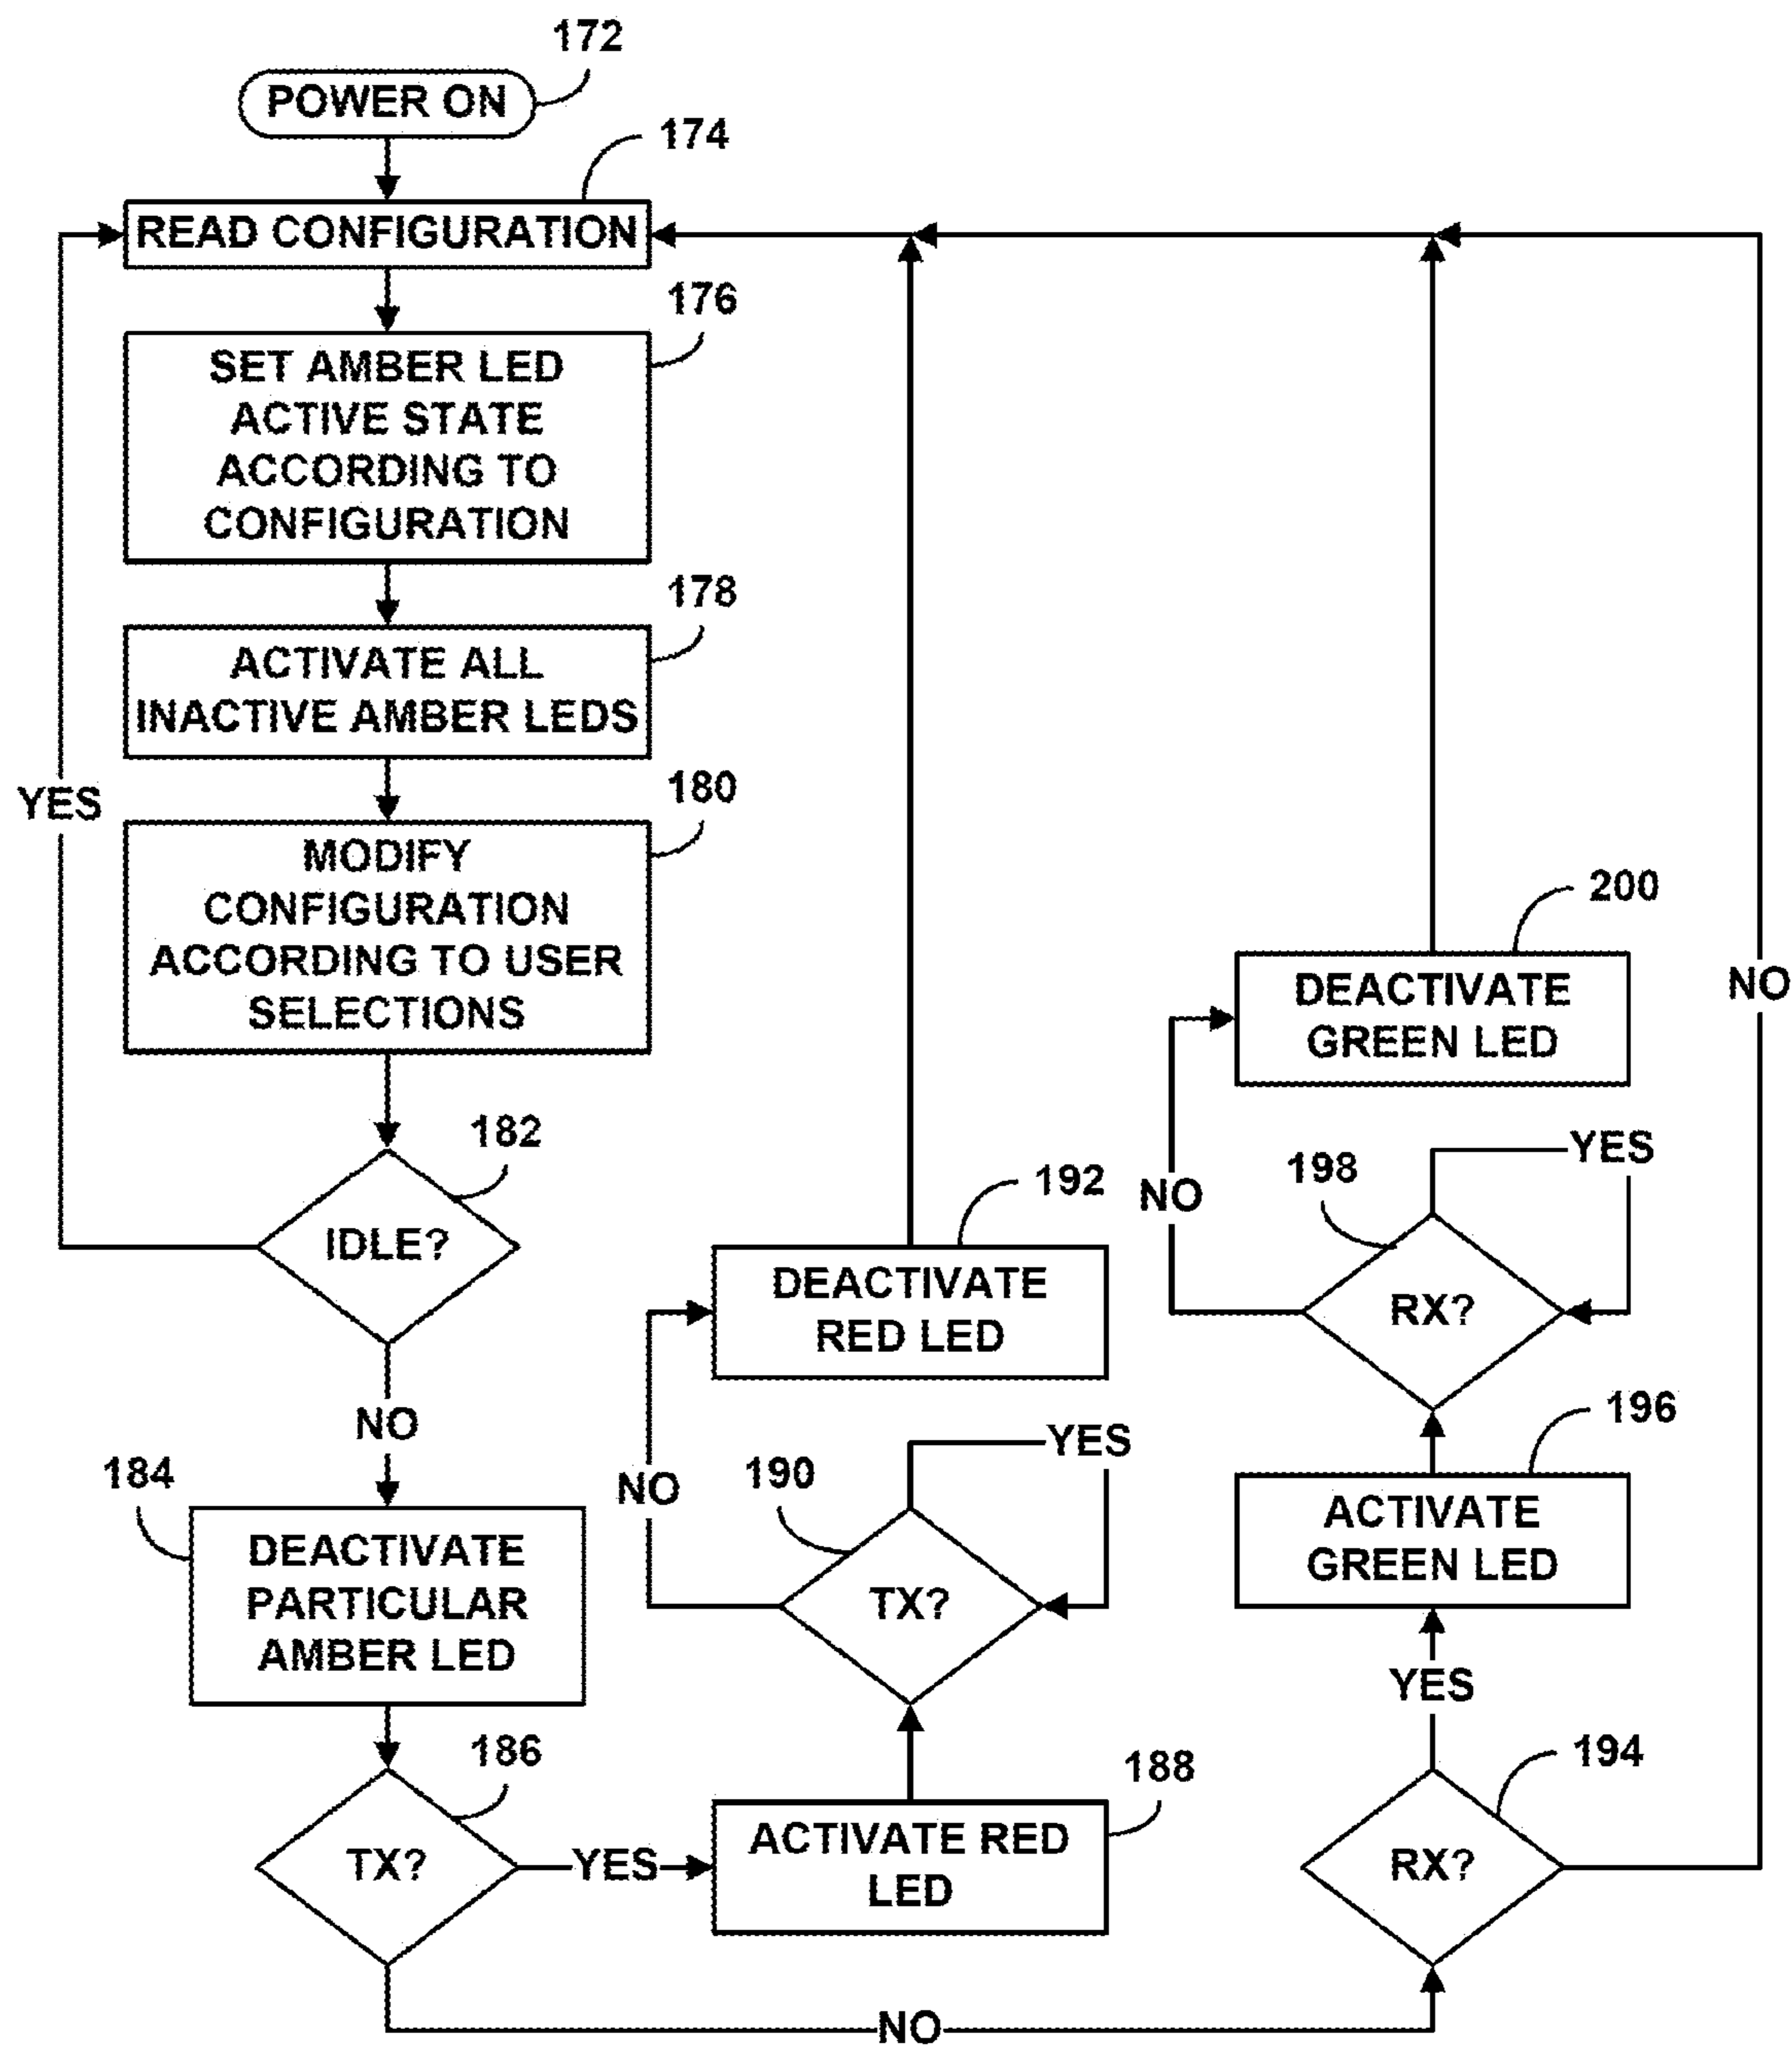 172
POWER ON
174
READ CONFIGURATION
176
SET AMBER LED
ACTIVE STATE
ACCORDING TO
CONFIGURATION
178
ACTIVATE ALL
INACTIVE AMBER LEDS
YES
180
MODIFY
CONFIGURATION
ACCORDING TO USER
SELECTIONS
182
IDLE?
NO
184
DEACTIVATE
PARTICULAR
AMBER LED
186
TX?
YES
188
ACTIVATE RED
LED
190
TX?
YES
NO
192
DEACTIVATE
RED LED
NO
194
RX?
YES
NO
196
ACTIVATE
GREEN LED
198
RX?
YES
NO
200
DEACTIVATE
GREEN LED